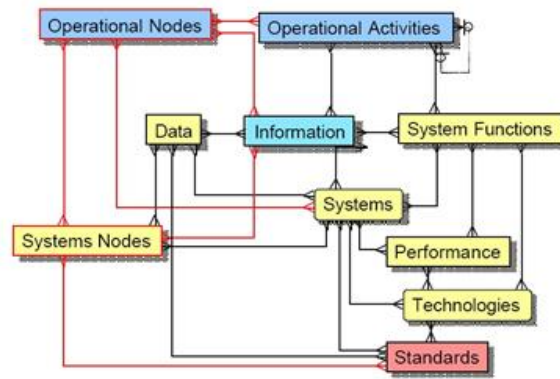 Operational Nodes
Operational Activities
Data
Information
System Functions
Systems
Systems Nodes
Performance
Technologies
Standards